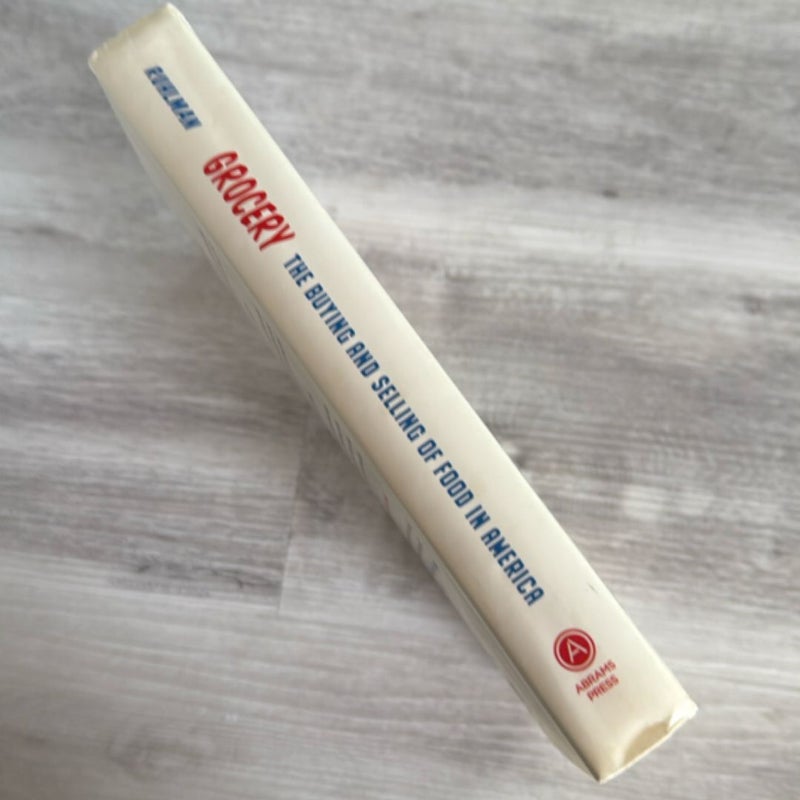 RUHLMAN
GROCERY THE BUYING AND SELLING OF FOOD IN AMERICA
A
ABRAMS
PRESS